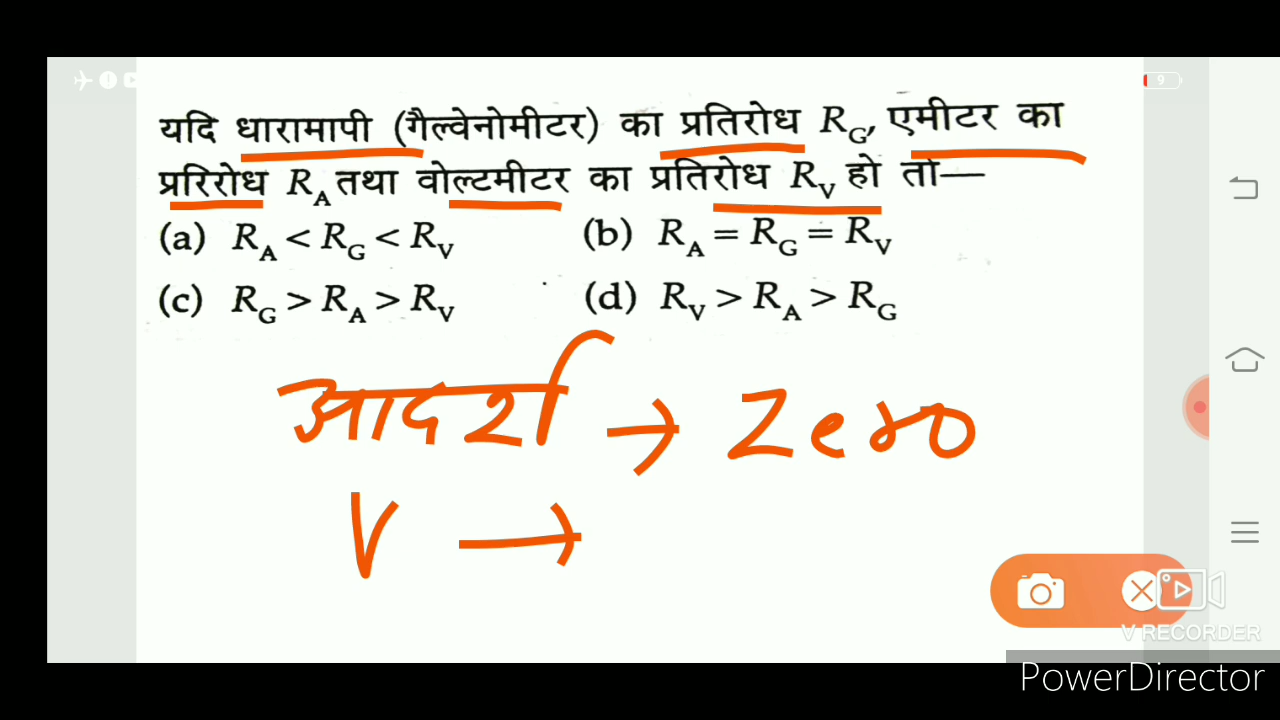 9
यदि धारामापी (गैल्वेनोमीटर) का प्रतिरोध R_G, एमीटर का
प्ररिरोध R_A तथा वोल्टमीटर का प्रतिरोध R_V हो तो—
(a) R_A < R_G < R_V (b) R_A = R_G = R_V
(c) R_G > R_A > R_V (d) R_V > R_A > R_G
आदर्श → Zero
V →
V RECORDER
PowerDirector